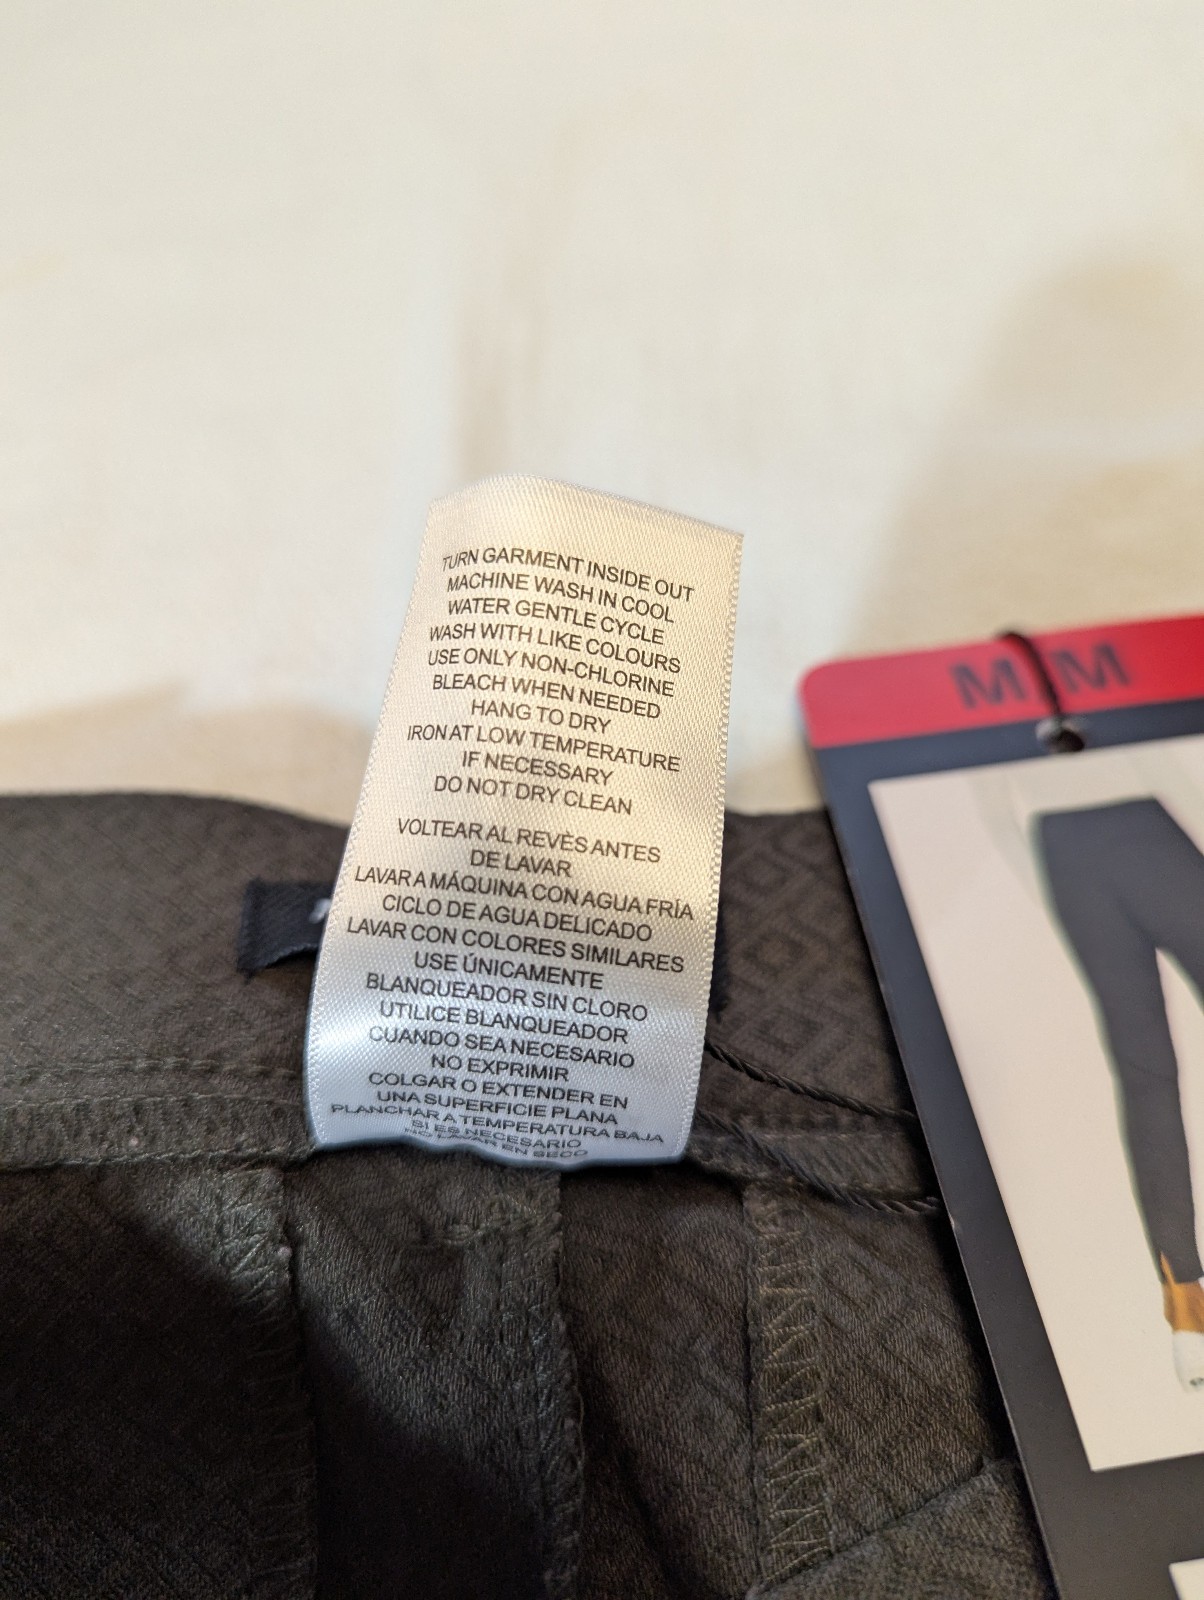 TURN GARMENT INSIDE OUT
MACHINE WASH IN COOL
WATER GENTLE CYCLE
WASH WITH LIKE COLOURS
USE ONLY NON-CHLORINE
BLEACH WHEN NEEDED
HANG TO DRY
IRON AT LOW TEMPERATURE
IF NECESSARY
DO NOT DRY CLEAN
VOLTEAR AL REVÈS ANTES
DE LAVAR
LAVAR A MÁQUINA CON AGUA FRÍA
CICLO DE AGUA DELICADO
LAVAR CON COLORES SIMILARES
USE ÚNICAMENTE
BLANQUEADOR SIN CLORO
UTILICE BLANQUEADOR
CUANDO SEA NECESARIO
NO EXPRIMIR
COLGAR O EXTENDER EN
UNA SUPERFICIE PLANA
PLANCHAR A TEMPERATURA BAJA
SI ES NECESARIO
NO LAVAR EN SECO
M M